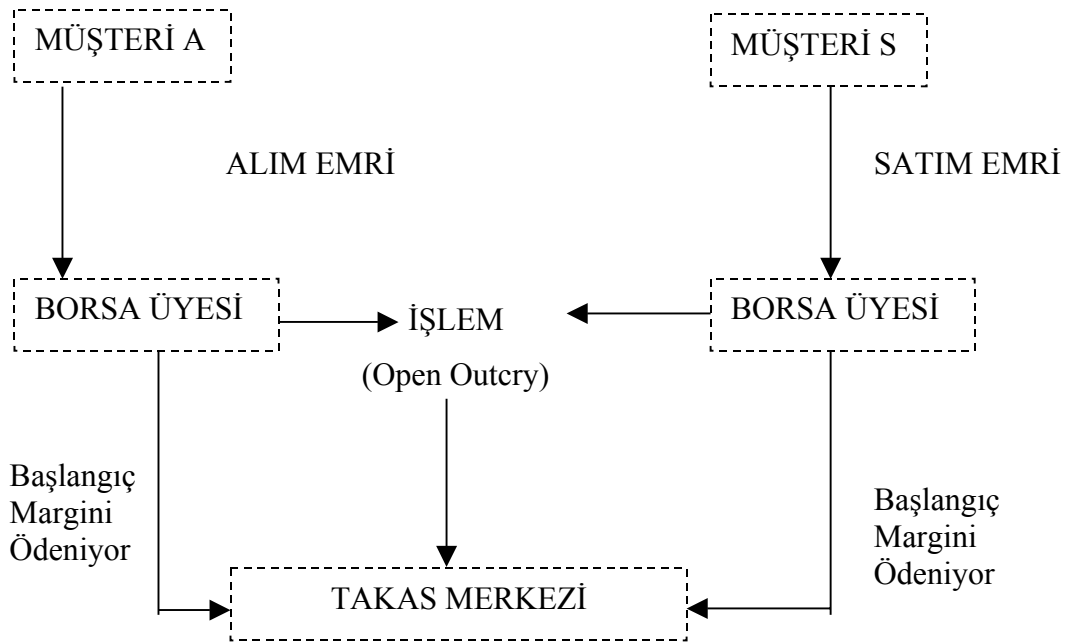 MÜŞTERİ A
MÜŞTERİ S
ALIM EMRİ
SATIM EMRİ
BORSA ÜYESİ
İŞLEM
(Open Outcry)
BORSA ÜYESİ
Başlangıç
Margini
Ödeniyor
Başlangıç
Margini
Ödeniyor
TAKAS MERKEZİ